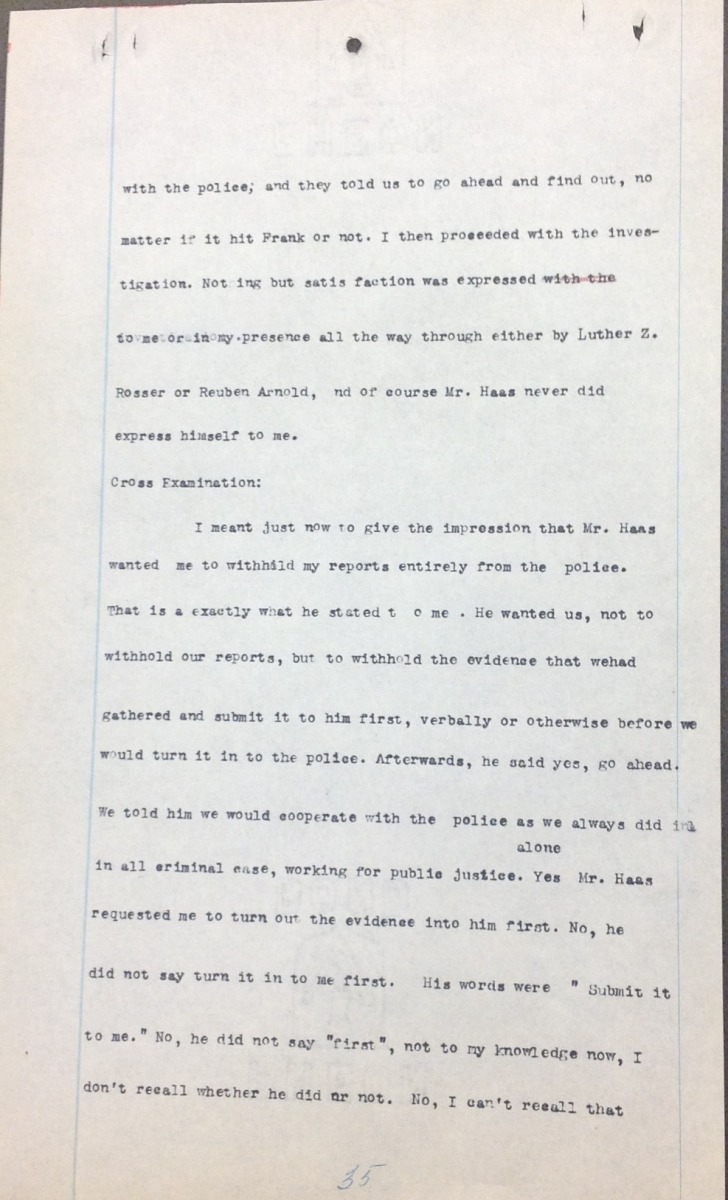 with the police; and they told us to go ahead and find out, no
matter if it hit Frank or not. I then proseeded with the inves-
tigation. Not ing but satis faction was expressed with the
to me or in my presence all the way through either by Luther Z.
Rosser or Reuben Arnold,  nd of course Mr. Haas never did
express himself to me.
Cross Examination:
I meant just now to give the impression that Mr. Haas
wanted  me to withhild my reports entirely from the  police.
That is a exactly what he stated t  o me . He wanted us, not to
withhold our reports, but to withhold the evidence that wehad
gathered and submit it to him first, verbally or otherwise before we
would turn it in to the police. Afterwards, he said yes, go ahead.
We told him we would cooperate with the  police as we always did
alone
in all criminal case, working for public justice. Yes  Mr. Haas
requested me to turn out the evidence into him first. No, he
did not say turn it in to me first.  His words were  " Submit it
to me." No, he did not say "first", not to my knowledge now, I
don't recall whether he did or not.  No, I can't recall that
35